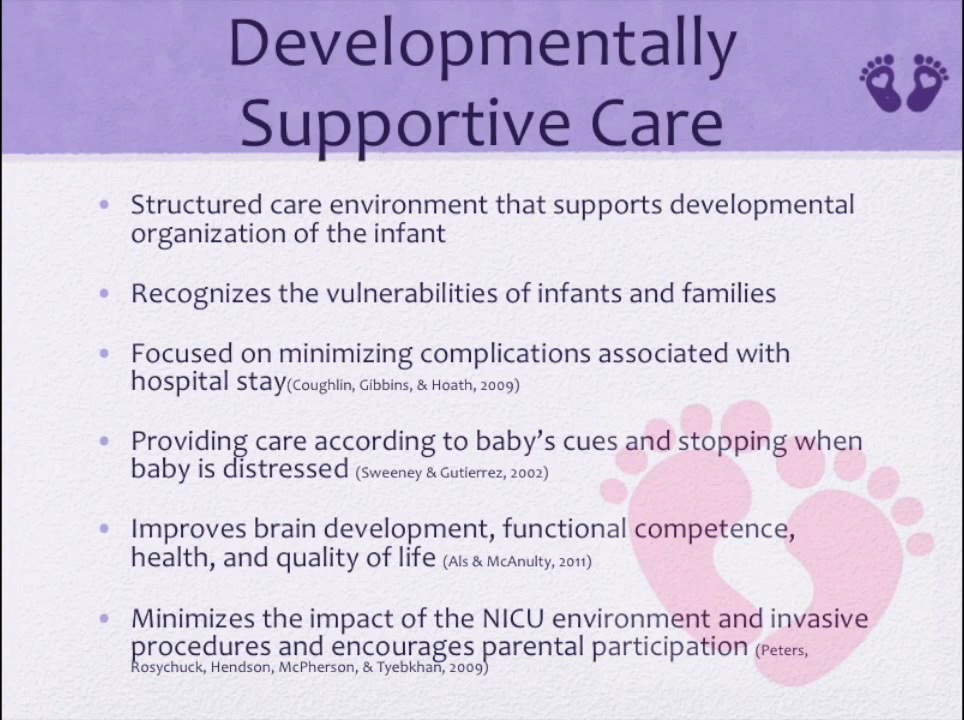 Developmentally
Supportive Care
• Structured care environment that supports developmental
organization of the infant
• Recognizes the vulnerabilities of infants and families
• Focused on minimizing complications associated with
hospital stay(Coughlin, Gibbins, & Hoath, 2009)
• Providing care according to baby's cues and stopping when
baby is distressed (Sweeney & Gutierrez, 2002)
• Improves brain development, functional competence,
health, and quality of life (Als & McAnulty, 2011)
• Minimizes the impact of the NICU environment and invasive
procedures and encourages parental participation (Peters,
Rosychuck, Hendson, McPherson, & Tyebkhan, 2009)